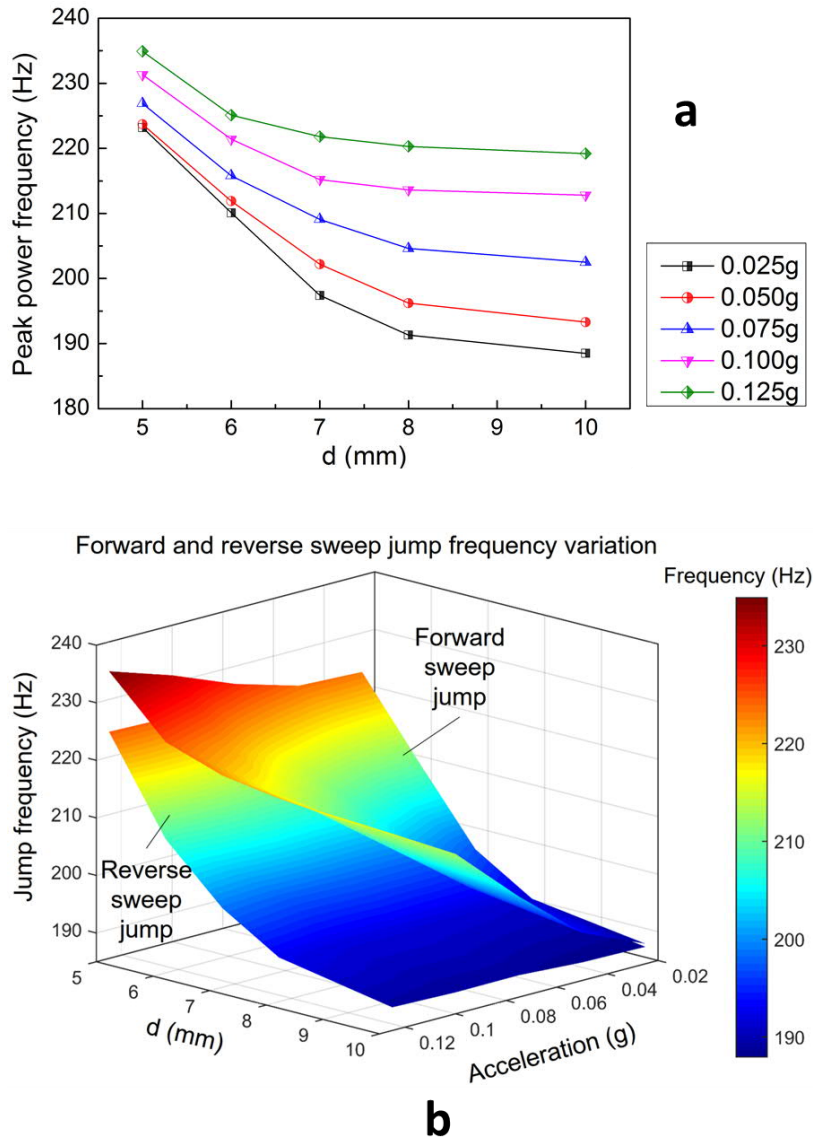 240
230
220
210
200
190
180
Peak power frequency (Hz)
5
6
7
8
9
10
d (mm)
a
0.025g
0.050g
0.075g
0.100g
0.125g
Forward and reverse sweep jump frequency variation
Frequency (Hz)
240
230
220
210
200
190
Jump frequency (Hz)
Forward
sweep
jump
Reverse
sweep
jump
5
6
7
8
9
10
d (mm)
0.12
0.1
0.08
0.06
0.04
0.02
Acceleration (g)
230
220
210
200
190
b